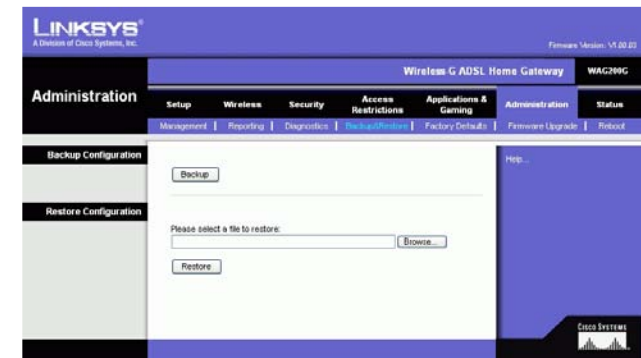 LINKSYS®
A Division of Cisco Systems, Inc.
Firmware Version: V1.00.03
Wireless-G ADSL Home Gateway WAG200G
Administration
Setup Wireless Security Access Restrictions Applications & Gaming Administration Status
Management | Reporting | Diagnostics | Backup&Restore | Factory Defaults | Firmware Upgrade | Reboot
Backup Configuration
Help...
Backup
Restore Configuration
Please select a file to restore:
Browse...
Restore
CISCO SYSTEMS